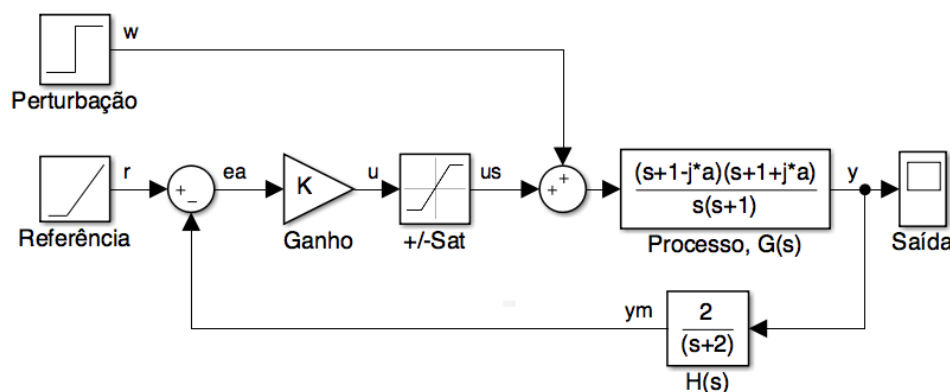 w
Perturbação
r
ea
u
us
y
+
−
K
+
+
(s+1-j*a)(s+1+j*a)
s(s+1)
Referência
Ganho
+/-Sat
Processo, G(s)
Saída
ym
2
(s+2)
H(s)